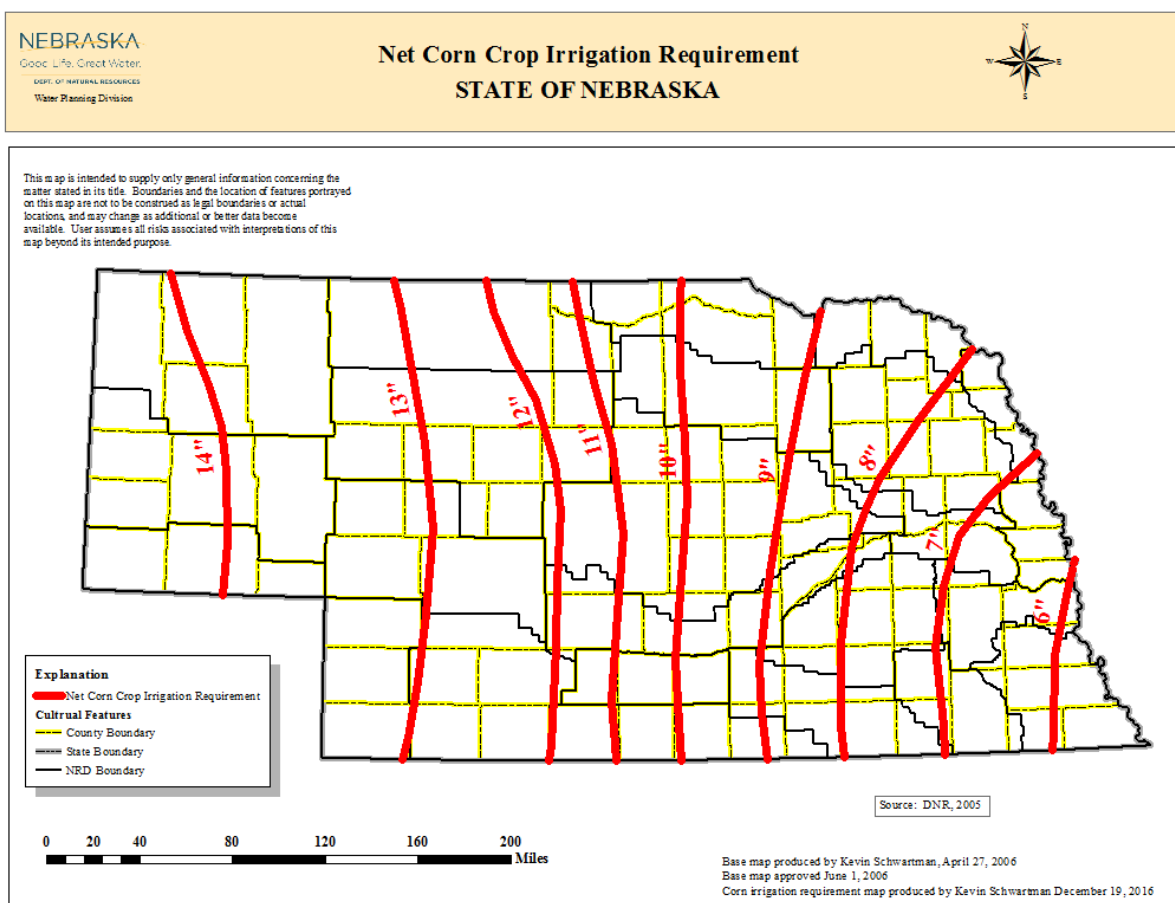 NEBRASKA
Good Life. Great Water.
DEPT. OF NATURAL RESOURCES
Water Planning Division
Net Corn Crop Irrigation Requirement
STATE OF NEBRASKA
N
W
E
S
This map is intended to supply only general information concerning the
matter stated in its title. Boundaries and the location of features portrayed
on this map are not to be construed as legal boundaries or actual
locations, and may change as additional or better data become
available. User assumes all risks associated with interpretations of this
map beyond its intended purpose.
14"
13"
12"
11"
10"
9"
8"
7"
6"
Explanation
Net Corn Crop Irrigation Requirement
Cultrual Features
County Boundary
State Boundary
NRD Boundary
Source: DNR, 2005
0 20 40 80 120 160 200
Miles
Base map produced by Kevin Schwartman, April 27, 2006
Base map approved June 1, 2006
Corn irrigation requirement map produced by Kevin Schwartman December 19, 2016